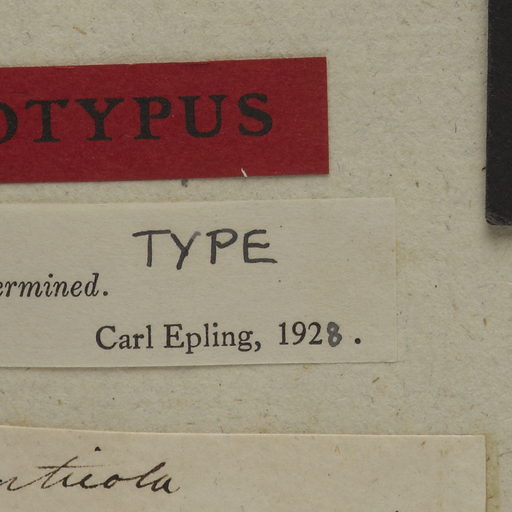 OTYPUS
TYPE
ermined.
Carl Epling, 1928.
nticola